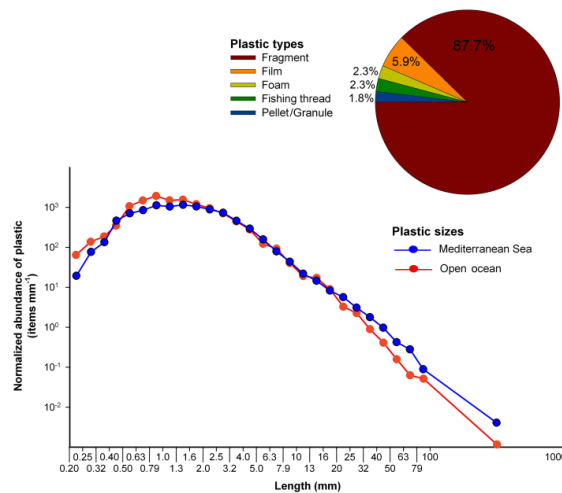 Plastic types
Fragment
Film
Foam
Fishing thread
Pellet/Granule
87.7%
5.9%
2.3%
2.3%
1.8%
Plastic sizes
Mediterranean Sea
Open ocean
Normalized abundance of plastic
(items mm⁻¹)
10³
10²
10¹
10⁰
10⁻¹
10⁻²
0.25 0.40 0.63 1.0 1.6 2.5 4.0 6.3 10 16 25 40 63 100 1000
0.20 0.32 0.50 0.79 1.3 2.0 3.2 5.0 7.9 13 20 32 50 79
Length (mm)